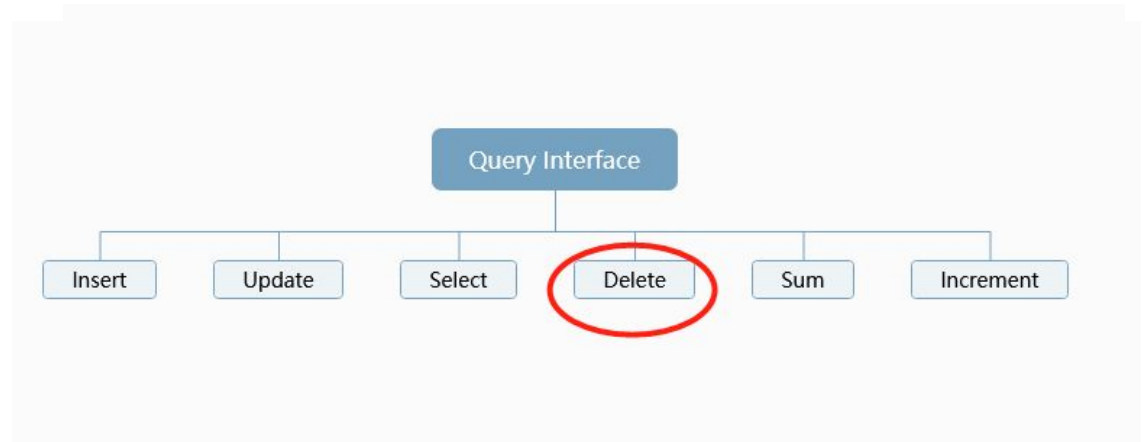 Query Interface
Insert
Update
Select
Delete
Sum
Increment